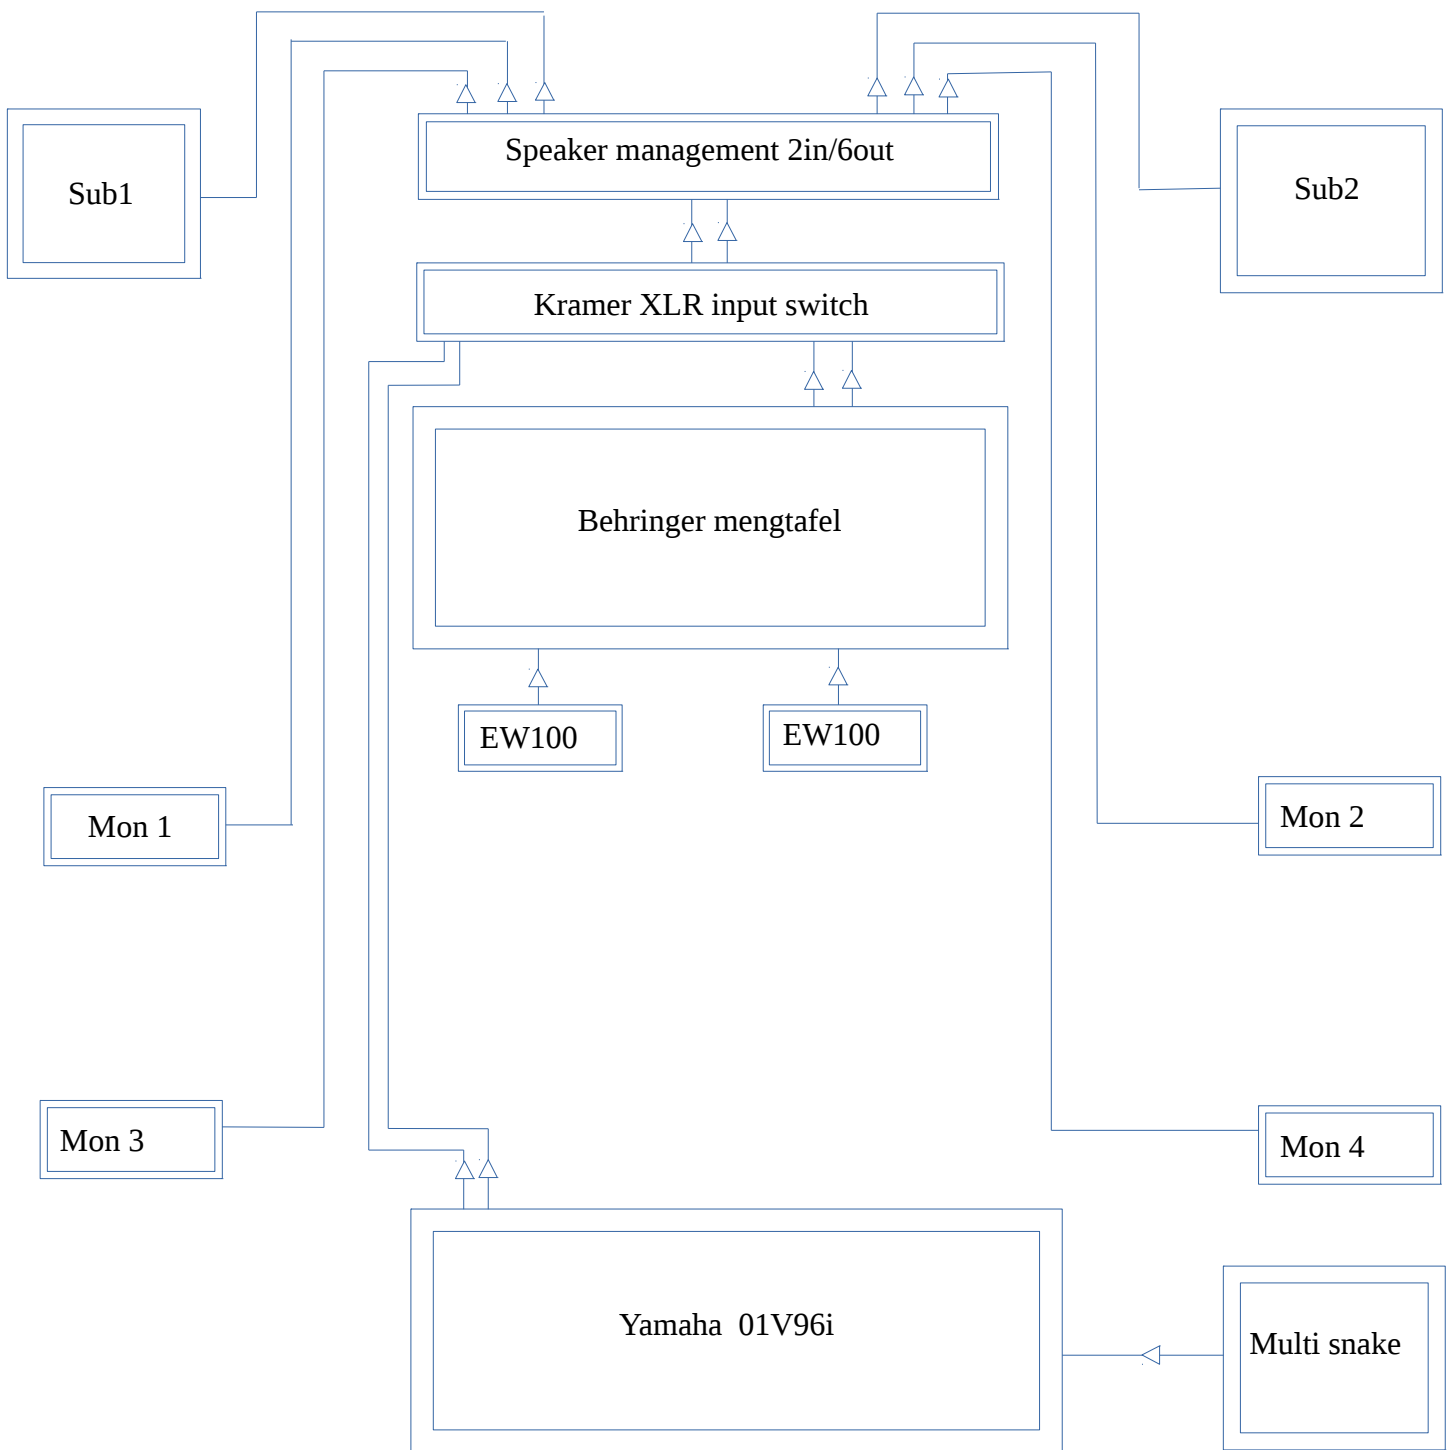 Speaker management 2in/6out
Sub1
Sub2
Kramer XLR input switch
Behringer mengtafel
EW100
EW100
Mon 1
Mon 2
Mon 3
Mon 4
Yamaha  01V96i
Multi snake